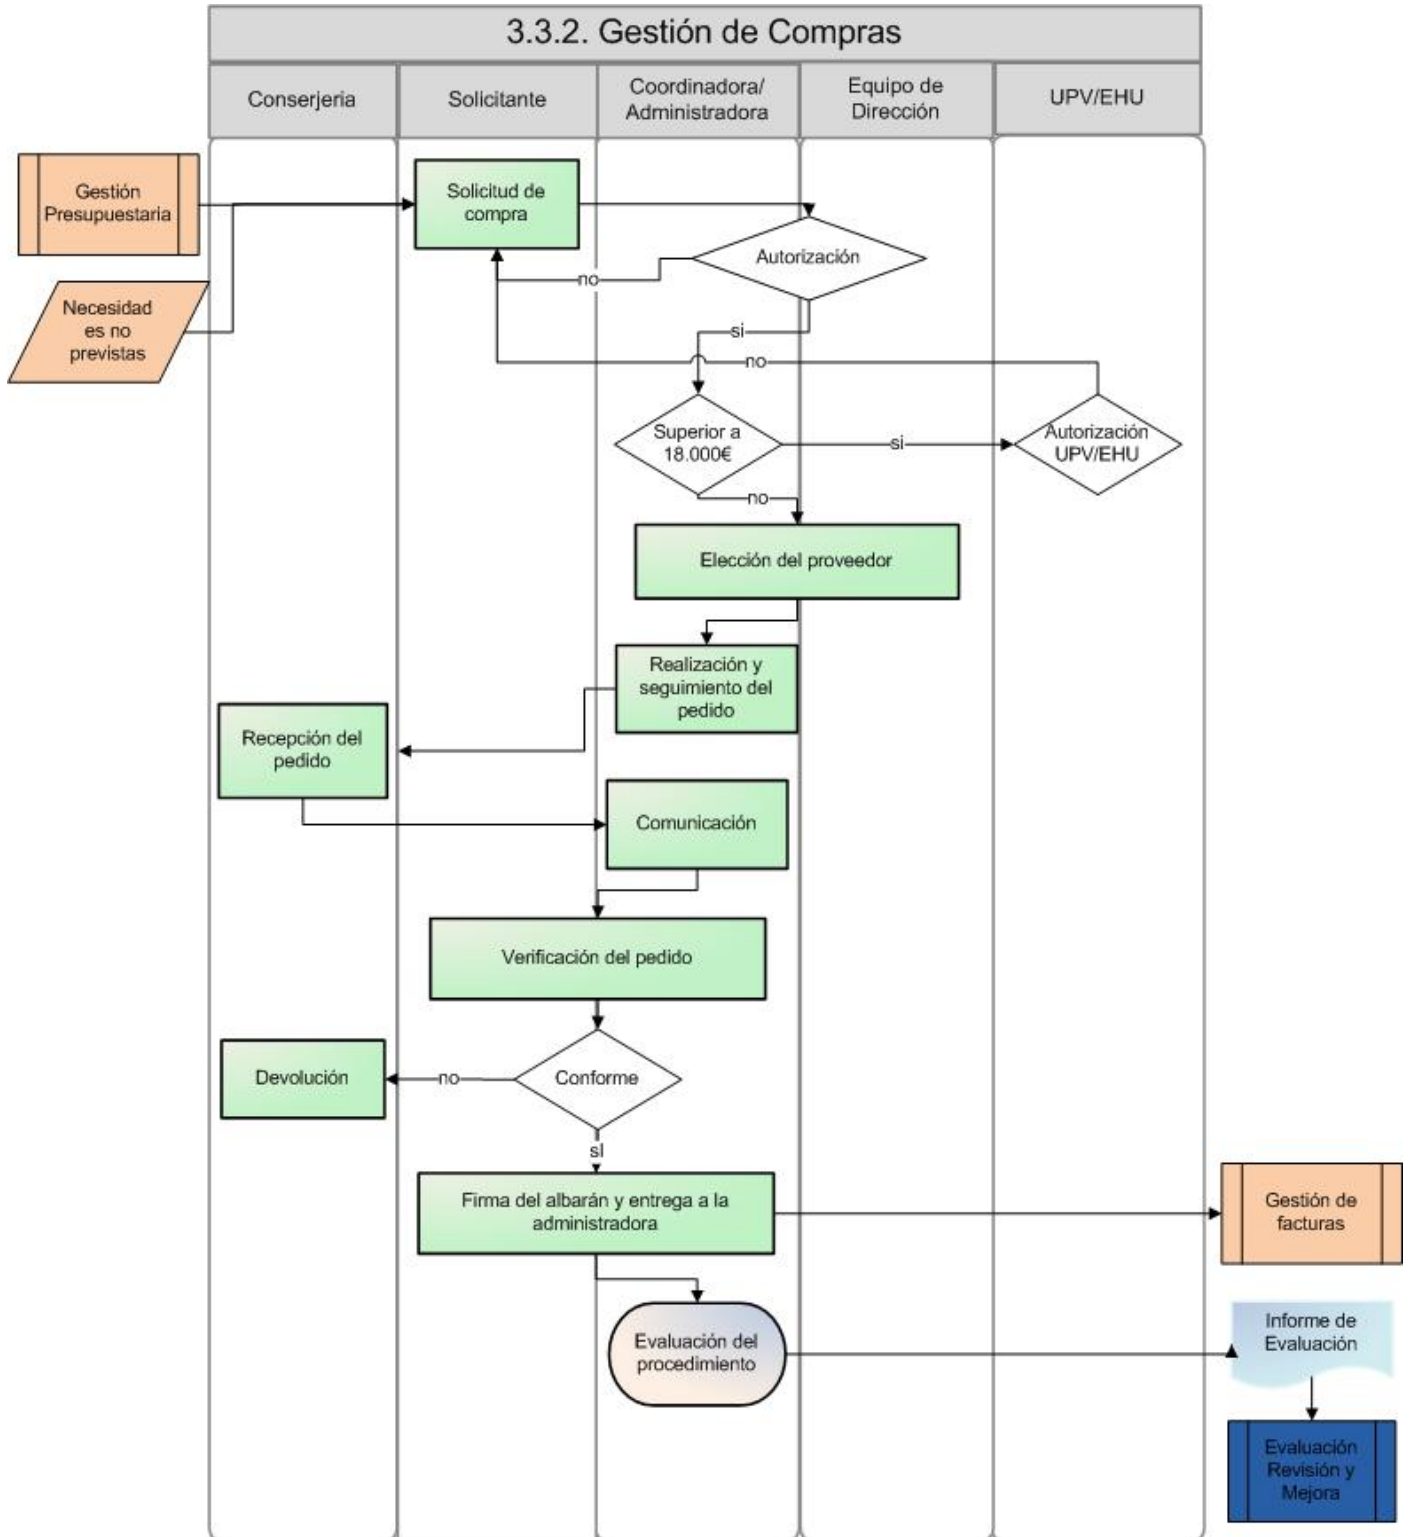 3.3.2. Gestión de Compras
Conserjeria
Solicitante
Coordinadora/
Administradora
Equipo de
Dirección
UPV/EHU
Gestión
Presupuestaria
Solicitud de
compra
Autorización
no
Necesidad
es no
previstas
si
no
Superior a
18.000€
si
Autorización
UPV/EHU
no
Elección del proveedor
Realización y
seguimiento del
pedido
Recepción del
pedido
Comunicación
Verificación del pedido
Devolución
no
Conforme
sI
Firma del albarán y entrega a la
administradora
Gestión de
facturas
Evaluación del
procedimiento
Informe de
Evaluación
Evaluación
Revisión y
Mejora